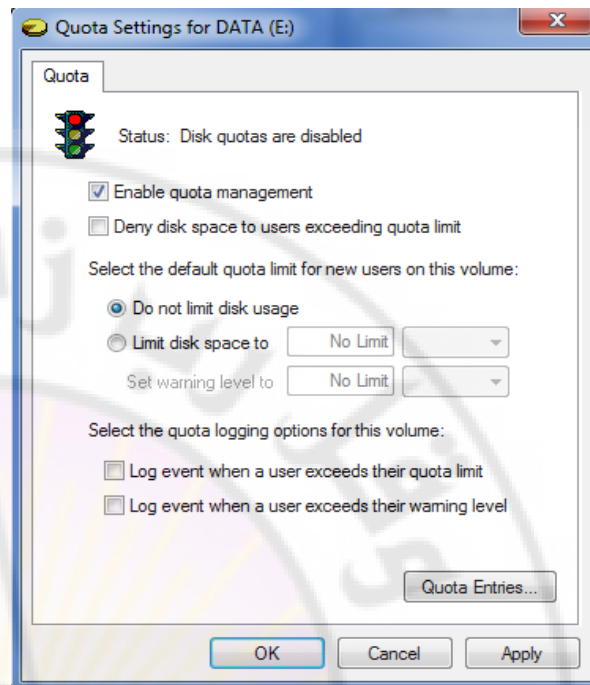 Quota Settings for DATA (E:)
Quota
Status: Disk quotas are disabled
Enable quota management
Deny disk space to users exceeding quota limit
Select the default quota limit for new users on this volume:
Do not limit disk usage
Limit disk space to No Limit
Set warning level to No Limit
Select the quota logging options for this volume:
Log event when a user exceeds their quota limit
Log event when a user exceeds their warning level
Quota Entries...
OK Cancel Apply